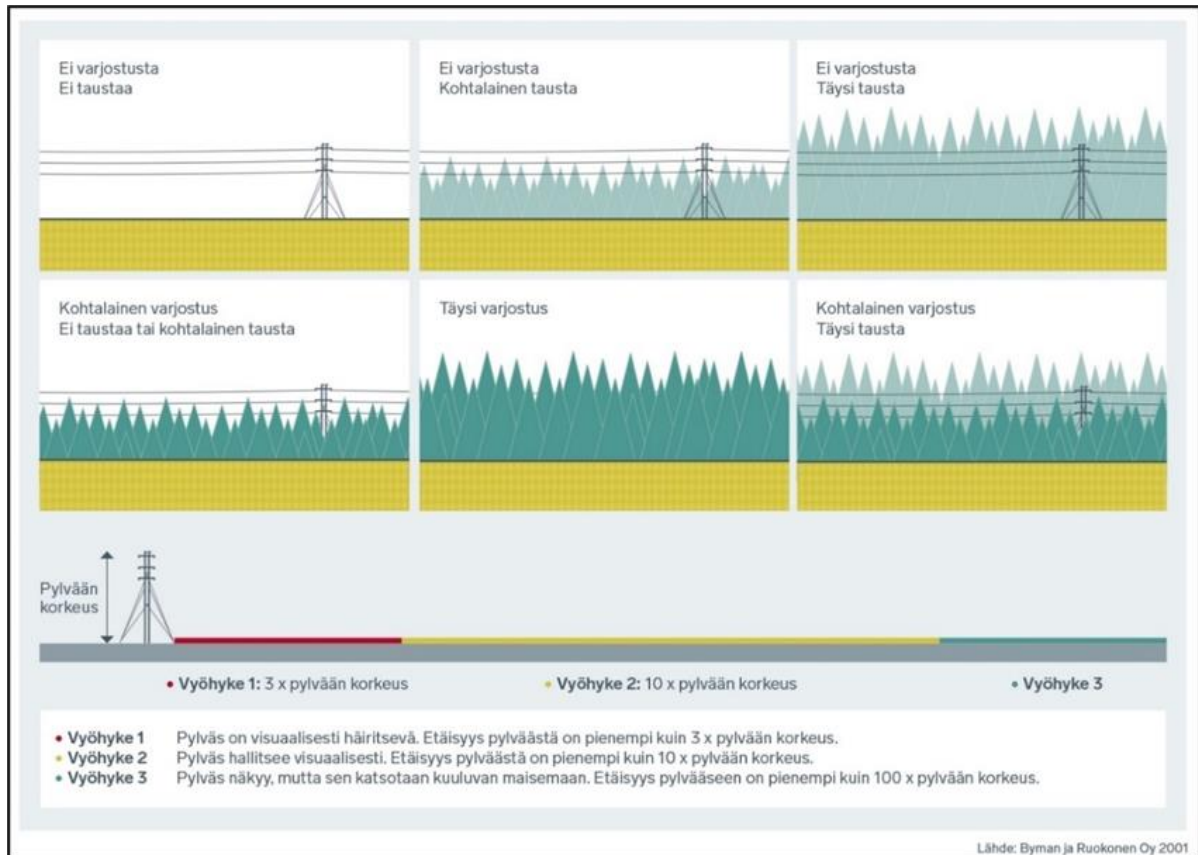 Ei varjostusta
Ei taustaa
Ei varjostusta
Kohtalainen tausta
Ei varjostusta
Täysi tausta
Kohtalainen varjostus
Ei taustaa tai kohtalainen tausta
Täysi varjostus
Kohtalainen varjostus
Täysi tausta
Pylvään
korkeus
• Vyöhyke 1: 3 x pylvään korkeus
• Vyöhyke 2: 10 x pylvään korkeus
• Vyöhyke 3
• Vyöhyke 1 Pylväs on visuaalisesti häiritsevä. Etäisyys pylväästä on pienempi kuin 3 x pylvään korkeus.
• Vyöhyke 2 Pylväs hallitsee visuaalisesti. Etäisyys pylväästä on pienempi kuin 10 x pylvään korkeus.
• Vyöhyke 3 Pylväs näkyy, mutta sen katsotaan kuuluvan maisemaan. Etäisyys pylvääseen on pienempi kuin 100 x pylvään korkeus.
Lähde: Byman ja Ruokonen Oy 2001